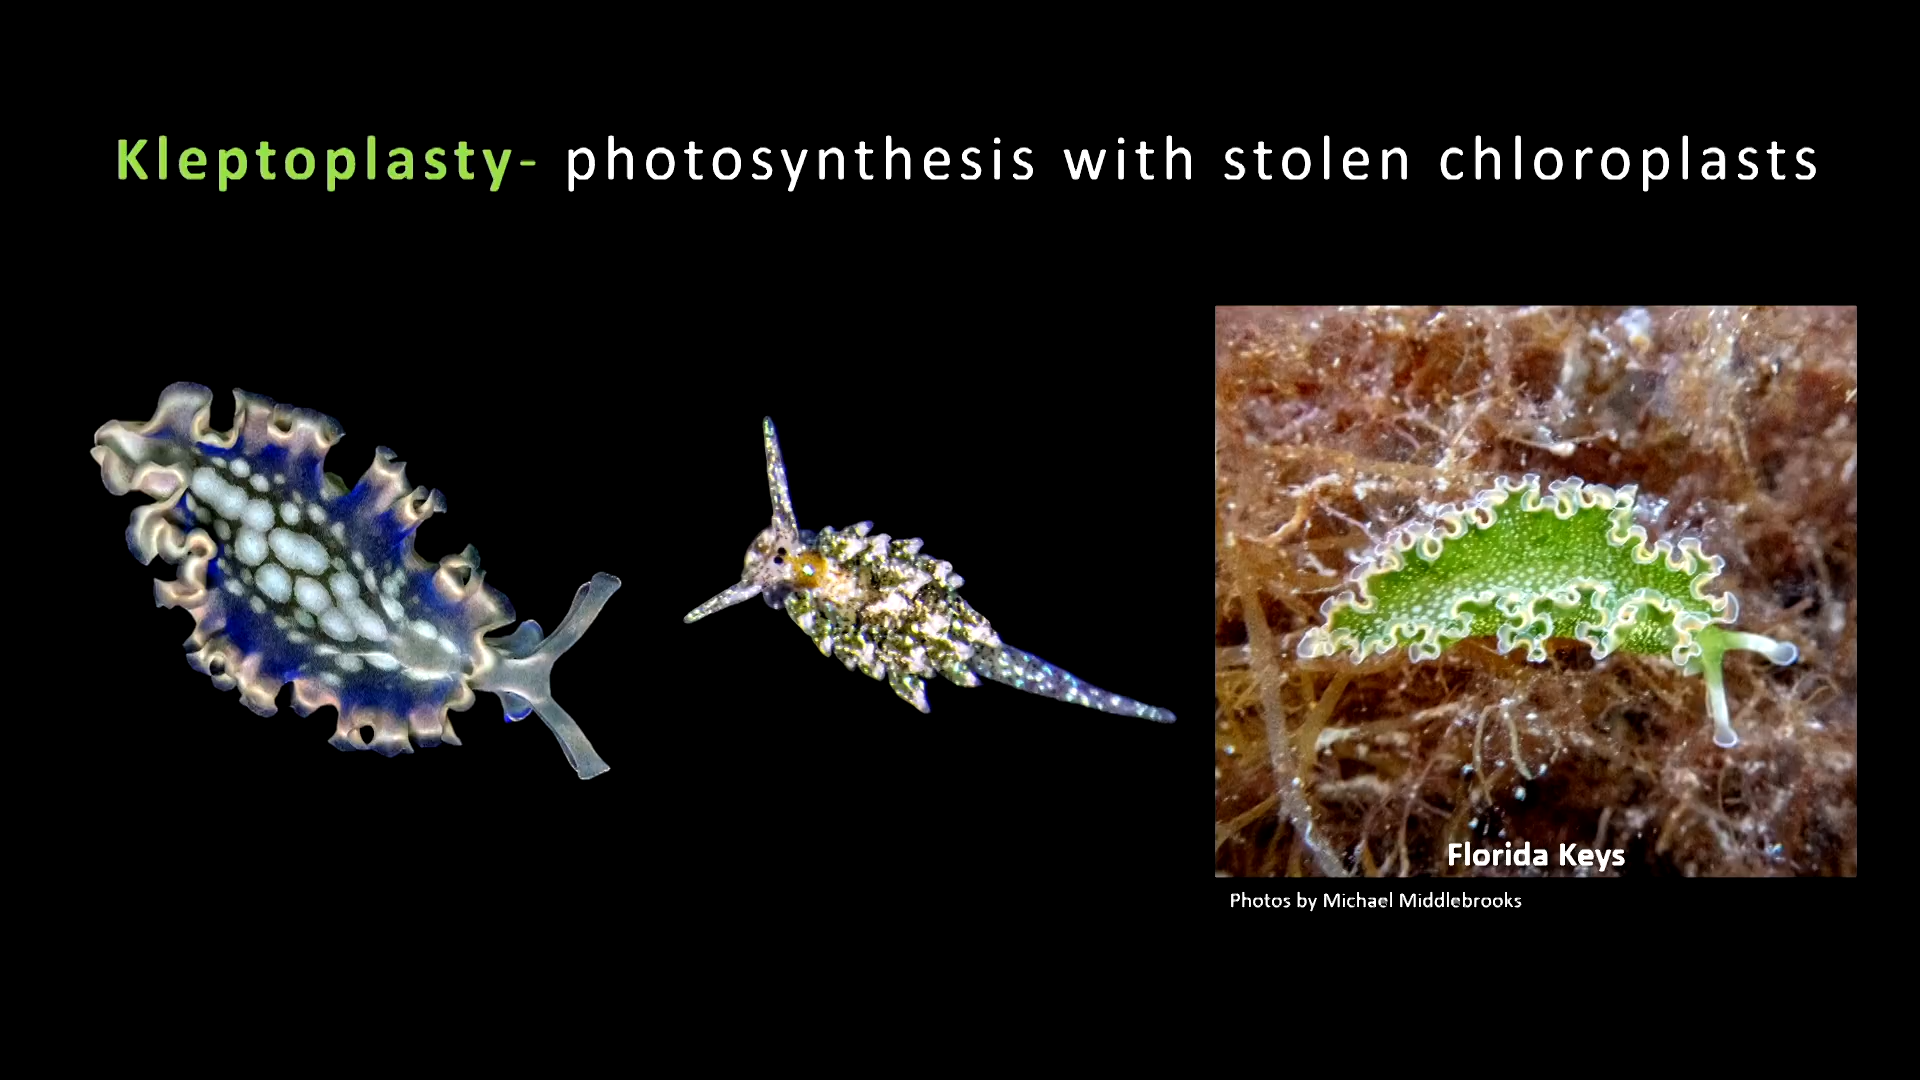 Kleptoplasty- photosynthesis with stolen chloroplasts
Florida Keys
Photos by Michael Middlebrooks